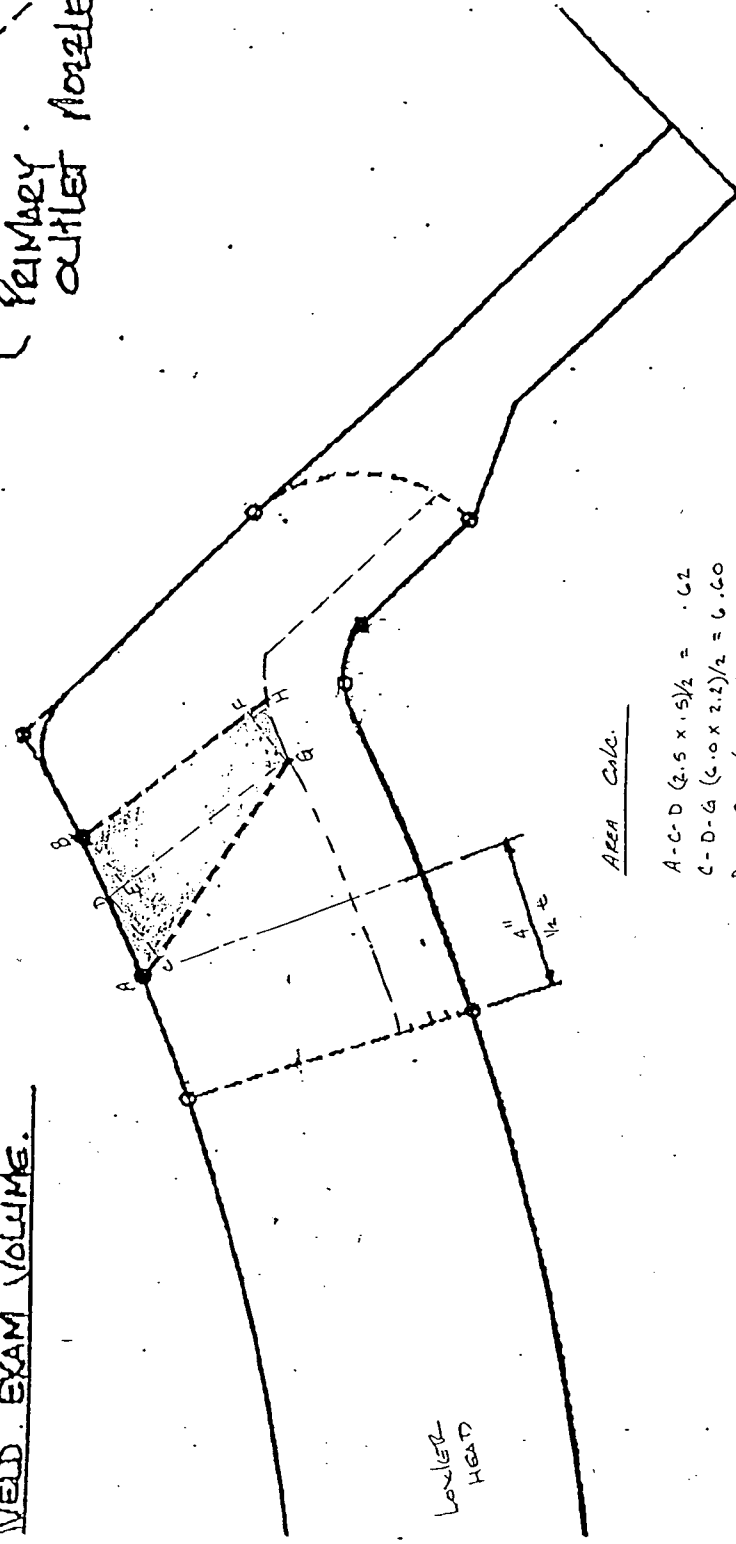 WELD. EXAM VOLUME.
PRIMARY.
OUTLET Nozzle
B
D
E
A
C
F
H
G
4"
1/2 t
LOWER
HEAD
AREA Calc.
A-C-D (2.5 x .5)/2 = .62
C-D-G (6.0 x 2.2)/2 = 6.60